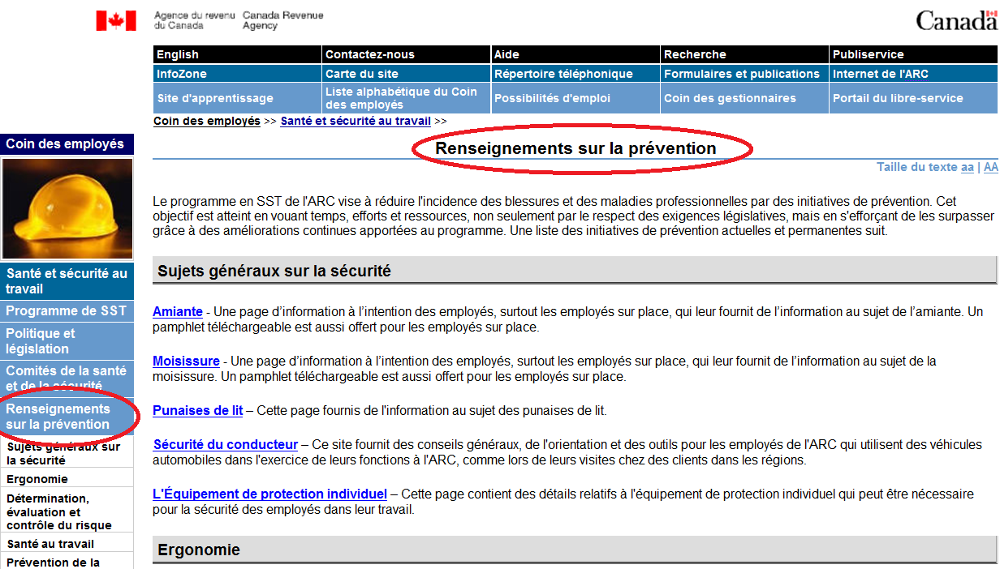 Agence du revenu Canada Revenue
du Canada Agency
Canada
English Contactez-nous Aide Recherche Publiservice
InfoZone Carte du site Répertoire téléphonique Formulaires et publications Internet de l'ARC
Site d'apprentissage Liste alphabétique du Coin des employés Possibilités d'emploi Coin des gestionnaires Portail du libre-service
Coin des employés >> Santé et sécurité au travail >>
Renseignements sur la prévention
Taille du texte aa | AA
Coin des employés
Santé et sécurité au
travail
Programme de SST
Politique et
législation
Comités de la santé
et de la sécurité
Renseignements
sur la prévention
Sujets généraux sur
la sécurité
Ergonomie
Détermination,
évaluation et
contrôle du risque
Santé au travail
Prévention de la
Le programme en SST de l'ARC vise à réduire l'incidence des blessures et des maladies professionnelles par des initiatives de prévention. Cet
objectif est atteint en vouant temps, efforts et ressources, non seulement par le respect des exigences législatives, mais en s'efforçant de les surpasser
grâce à des améliorations continues apportées au programme. Une liste des initiatives de prévention actuelles et permanentes suit.
Sujets généraux sur la sécurité
Amiante - Une page d’information à l’intention des employés, surtout les employés sur place, qui leur fournit de l’information au sujet de l’amiante. Un
pamphlet téléchargeable est aussi offert pour les employés sur place.
Moisissure - Une page d’information à l’intention des employés, surtout les employés sur place, qui leur fournit de l’information au sujet de la
moisissure. Un pamphlet téléchargeable est aussi offert pour les employés sur place.
Punaises de lit – Cette page fournis de l'information au sujet des punaises de lit.
Sécurité du conducteur – Ce site fournit des conseils généraux, de l'orientation et des outils pour les employés de l'ARC qui utilisent des véhicules
automobiles dans l'exercice de leurs fonctions à l'ARC, comme lors de leurs visites chez des clients dans les régions.
L'Équipement de protection individuel – Cette page contient des détails relatifs à l'équipement de protection individuel qui peut être nécessaire
pour la sécurité des employés dans leur travail.
Ergonomie